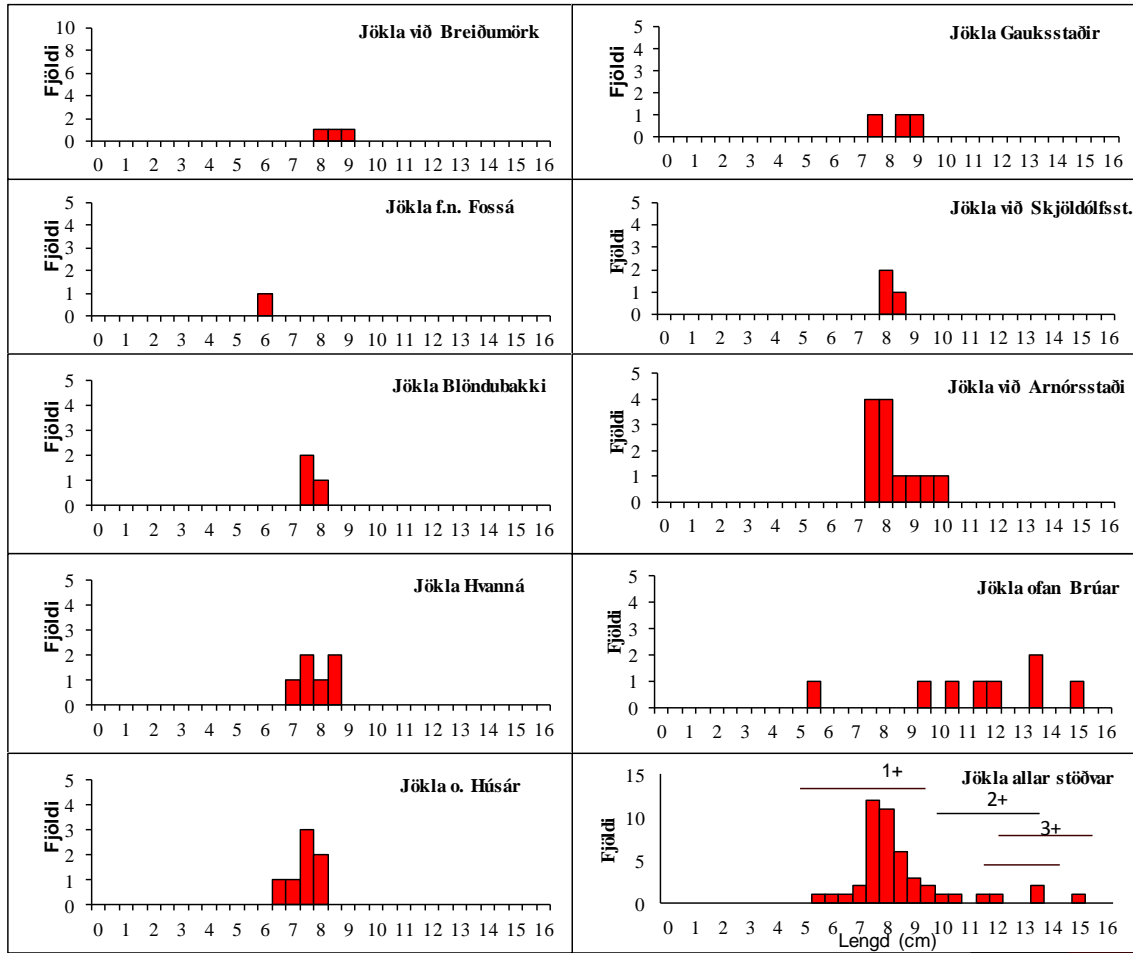 Jökla við Breiðumörk
Fjöldi
10
8
6
4
2
0
0 1 2 3 4 5 6 7 8 9 10 11 12 13 14 15 16
Jökla Gauksstaðir
Fjöldi
5
4
3
2
1
0
0 1 2 3 4 5 6 7 8 9 10 11 12 13 14 15 16
Jökla f.n. Fossá
Fjöldi
5
4
3
2
1
0
0 1 2 3 4 5 6 7 8 9 10 11 12 13 14 15 16
Jökla við Skjöldólfsst.
Fjöldi
5
4
3
2
1
0
0 1 2 3 4 5 6 7 8 9 10 11 12 13 14 15 16
Jökla Blöndubakki
Fjöldi
5
4
3
2
1
0
0 1 2 3 4 5 6 7 8 9 10 11 12 13 14 15 16
Jökla við Arnórsstaði
Fjöldi
5
4
3
2
1
0
0 1 2 3 4 5 6 7 8 9 10 11 12 13 14 15 16
Jökla Hvanná
Fjöldi
5
4
3
2
1
0
0 1 2 3 4 5 6 7 8 9 10 11 12 13 14 15 16
Jökla ofan Brúar
Fjöldi
5
4
3
2
1
0
0 1 2 3 4 5 6 7 8 9 10 11 12 13 14 15 16
Jökla o. Húsár
Fjöldi
5
4
3
2
1
0
0 1 2 3 4 5 6 7 8 9 10 11 12 13 14 15 16
Jökla allar stöðvar
1+
2+
3+
Fjöldi
15
10
5
0
0 1 2 3 4 5 6 7 8 9 10 11 12 13 14 15 16
Lengd (cm)